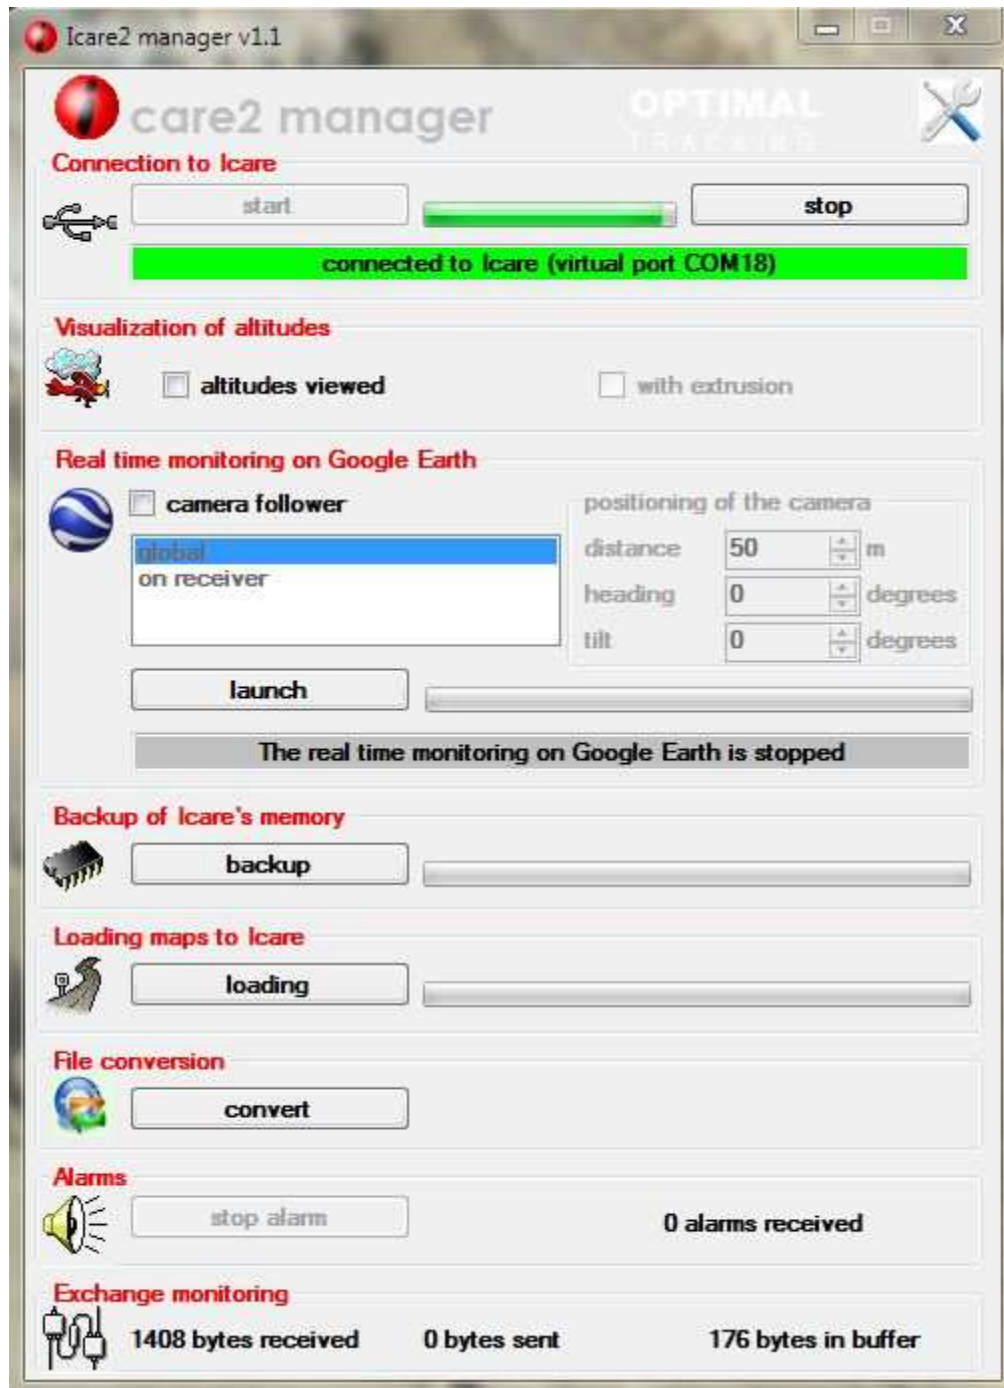 Icare2 manager v1.1
i care2 manager
OPTIMAL
TRACKING
Connection to Icare
start
stop
connected to Icare (virtual port COM18)
Visualization of altitudes
altitudes viewed
with extrusion
Real time monitoring on Google Earth
camera follower
global
on receiver
positioning of the camera
distance 50 m
heading 0 degrees
tilt 0 degrees
launch
The real time monitoring on Google Earth is stopped
Backup of Icare's memory
backup
Loading maps to Icare
loading
File conversion
convert
Alarms
stop alarm
0 alarms received
Exchange monitoring
1408 bytes received 0 bytes sent 176 bytes in buffer